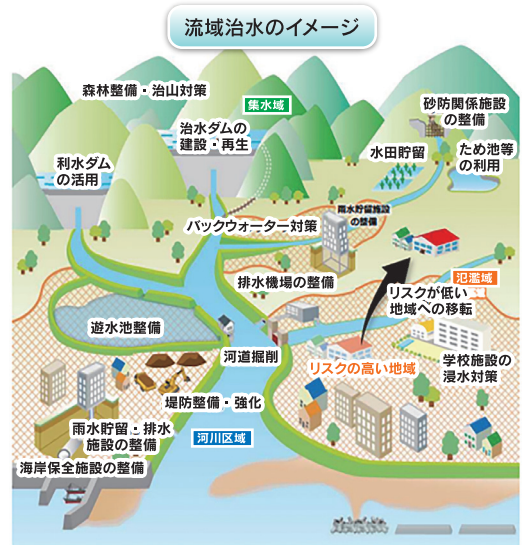 流域治水のイメージ
森林整備・治山対策
集水域
砂防関係施設
の整備
治水ダムの
建設・再生
水田貯留
ため池等
の利用
利水ダム
の活用
雨水貯留施設
の整備
バックウォーター対策
排水機場の整備
氾濫域
リスクが低い
地域への移転
遊水池整備
河道掘削
リスクの高い地域
学校施設の
浸水対策
堤防整備・強化
雨水貯留・排水
施設の整備
河川区域
海岸保全施設の整備